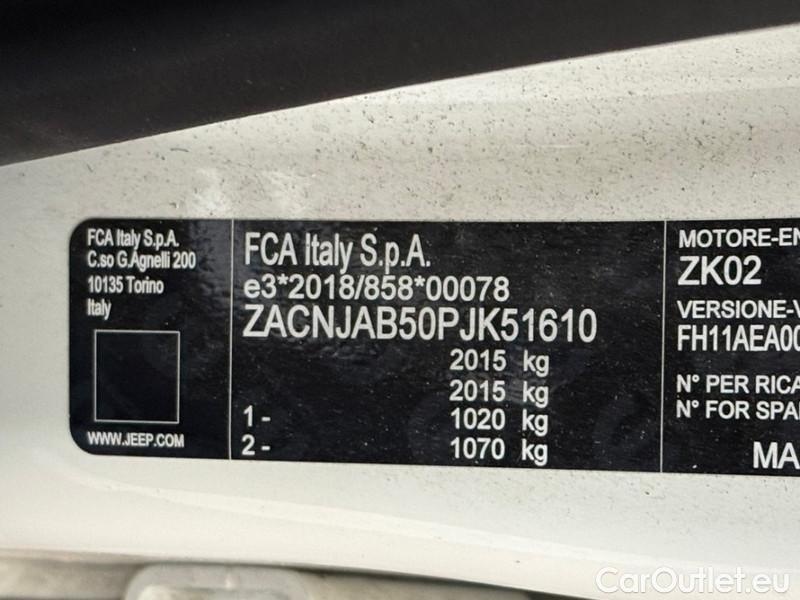 FCA Italy S.p.A.
C.so G.Agnelli 200
10135 Torino
Italy
WWW.JEEP.COM
FCA Italy S.p.A.
e3*2018/858*00078
ZACNJAB50PJK51610
2015 kg
2015 kg
1- 1020 kg
2- 1070 kg
MOTORE-EN
ZK02
VERSIONE-V
FH11AEA00
N° PER RICA
N° FOR SPA
MA
CarOutlet.eu